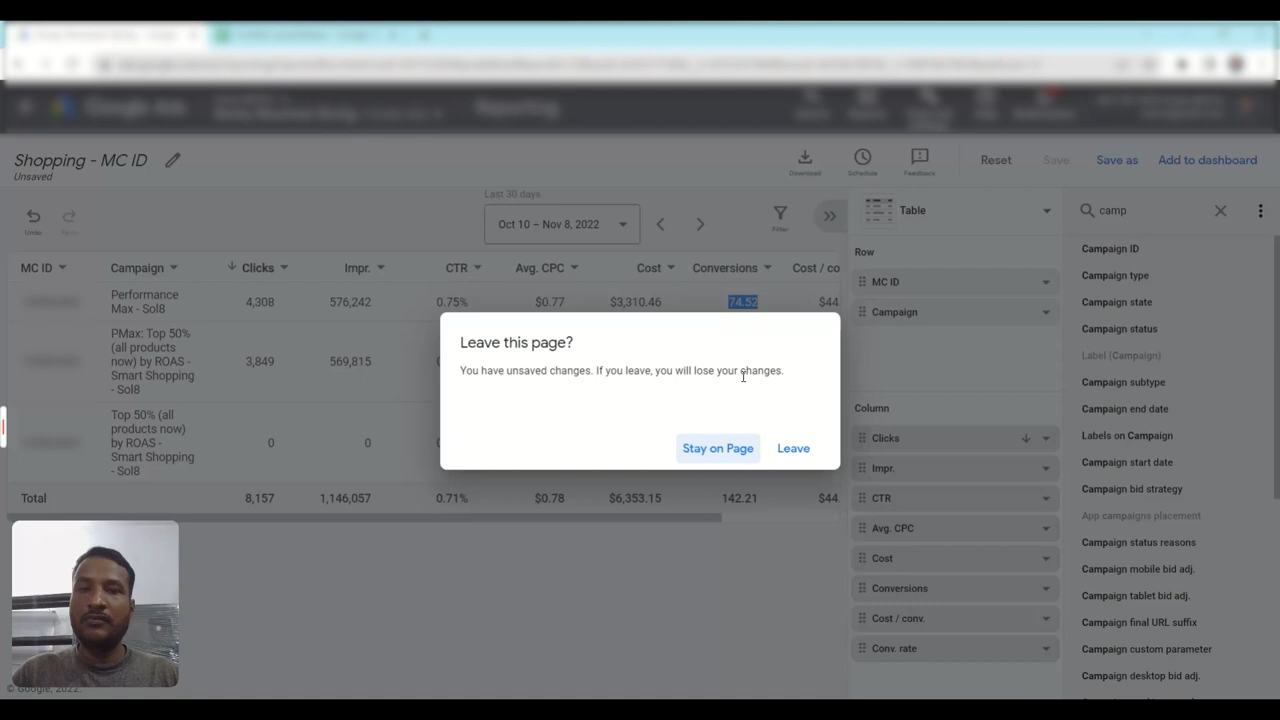 Google Ads
Reporting
Shopping - MC ID
Unsaved
Download
Schedule
Feedback
Reset
Save
Save as
Add to dashboard
Undo
Last 30 days
Oct 10 – Nov 8, 2022
Filter
Table
camp
MC ID
Campaign
Clicks
Impr.
CTR
Avg. CPC
Cost
Conversions
Cost / co
Performance
Max - Sol8
4,308
576,242
0.75%
$0.77
$3,310.46
74.52
$44.
PMax: Top 50%
(all products
now) by ROAS -
Smart Shopping
- Sol8
3,849
569,815
Top 50% (all
products now)
by ROAS -
Smart Shopping
- Sol8
0
0
Total
8,157
1,146,057
0.71%
$0.78
$6,353.15
142.21
$44.
Leave this page?
You have unsaved changes. If you leave, you will lose your changes.
Stay on Page
Leave
Row
MC ID
Campaign
Column
Clicks
Impr.
CTR
Avg. CPC
Cost
Conversions
Cost / conv.
Conv. rate
Campaign ID
Campaign type
Campaign state
Campaign status
Label (Campaign)
Campaign subtype
Campaign end date
Labels on Campaign
Campaign start date
Campaign bid strategy
App campaigns placement
Campaign status reasons
Campaign mobile bid adj.
Campaign tablet bid adj.
Campaign final URL suffix
Campaign custom parameter
Campaign desktop bid adj.
© Google, 2022.